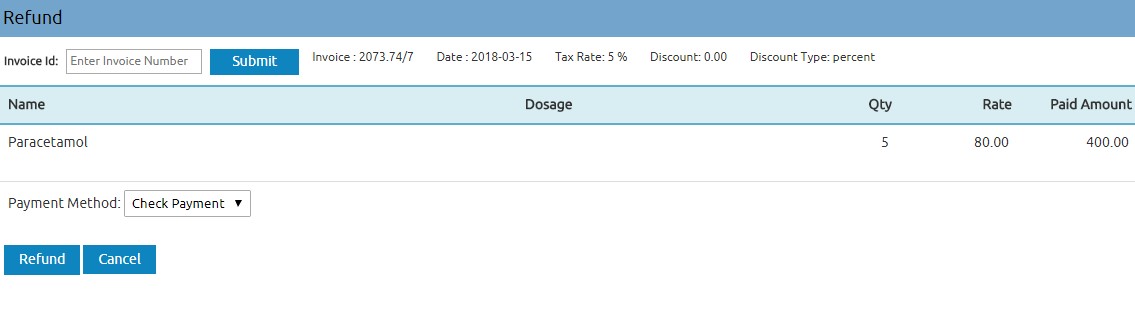 Refund
Invoice Id: Enter Invoice Number Submit Invoice : 2073.74/7 Date : 2018-03-15 Tax Rate: 5 % Discount: 0.00 Discount Type: percent
Name Dosage Qty Rate Paid Amount
Paracetamol 5 80.00 400.00
Payment Method: Check Payment
Refund Cancel